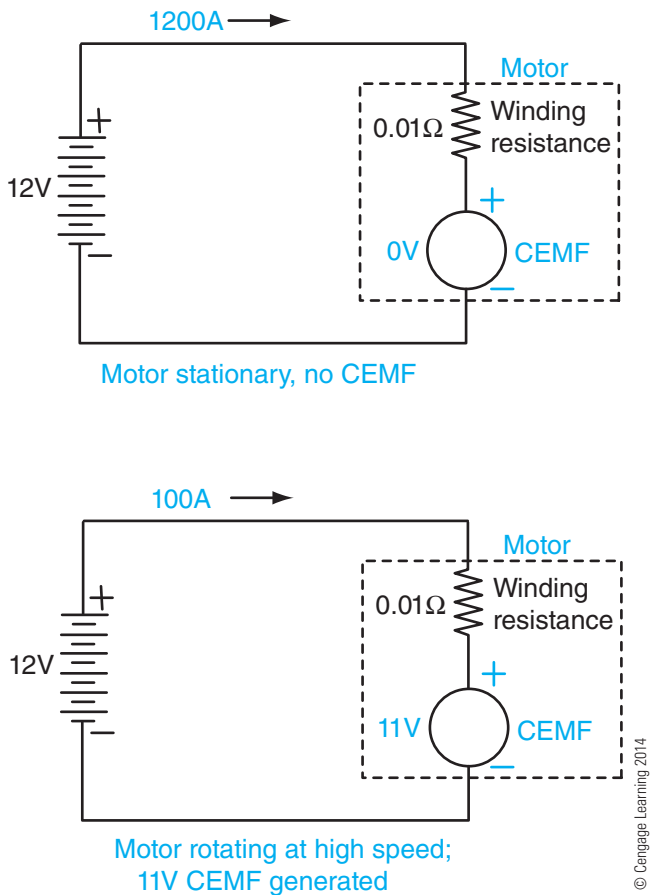 1200A
Motor
+
0.01Ω
Winding
resistance
12V
+
0V
CEMF
−
−
Motor stationary, no CEMF
100A
Motor
+
0.01Ω
Winding
resistance
12V
+
11V
CEMF
−
−
Motor rotating at high speed;
11V CEMF generated
© Cengage Learning 2014